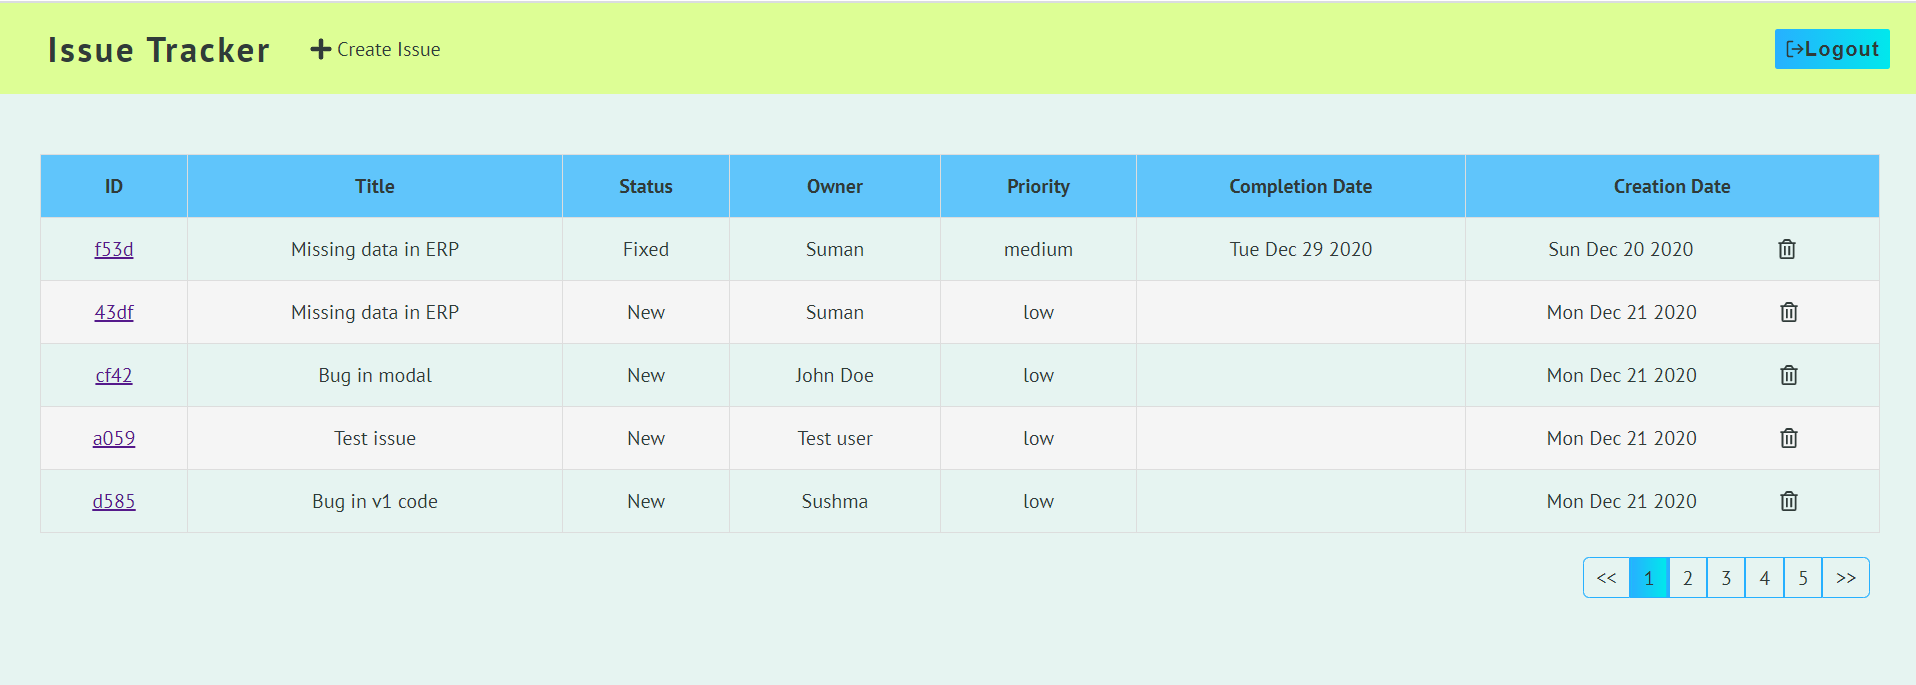 Issue Tracker Create Issue Logout
ID Title Status Owner Priority Completion Date Creation Date
f53d Missing data in ERP Fixed Suman medium Tue Dec 29 2020 Sun Dec 20 2020
43df Missing data in ERP New Suman low Mon Dec 21 2020
cf42 Bug in modal New John Doe low Mon Dec 21 2020
a059 Test issue New Test user low Mon Dec 21 2020
d585 Bug in v1 code New Sushma low Mon Dec 21 2020
<< 1 2 3 4 5 >>